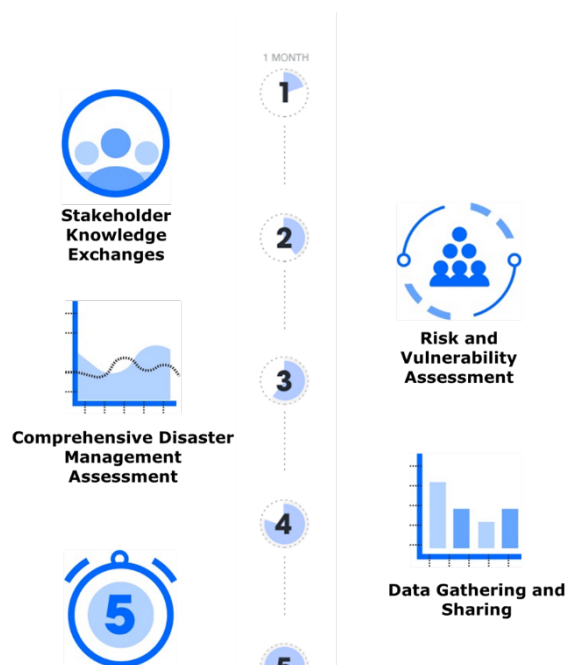 1 MONTH
1
Stakeholder
Knowledge
Exchanges
2
Risk and
Vulnerability
Assessment
3
Comprehensive Disaster
Management
Assessment
4
Data Gathering and
Sharing
5
5